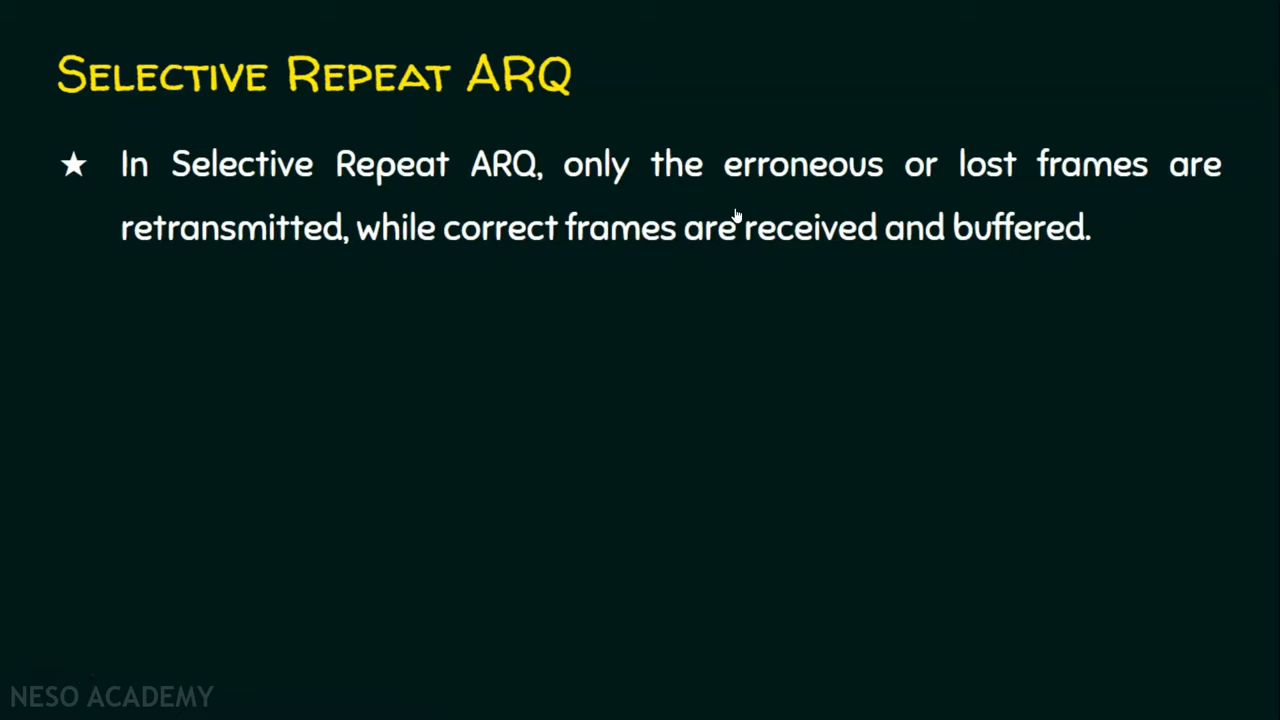 SELECTIVE REPEAT ARQ
★ In Selective Repeat ARQ, only the erroneous or lost frames are
retransmitted, while correct frames are received and buffered.
NESO ACADEMY